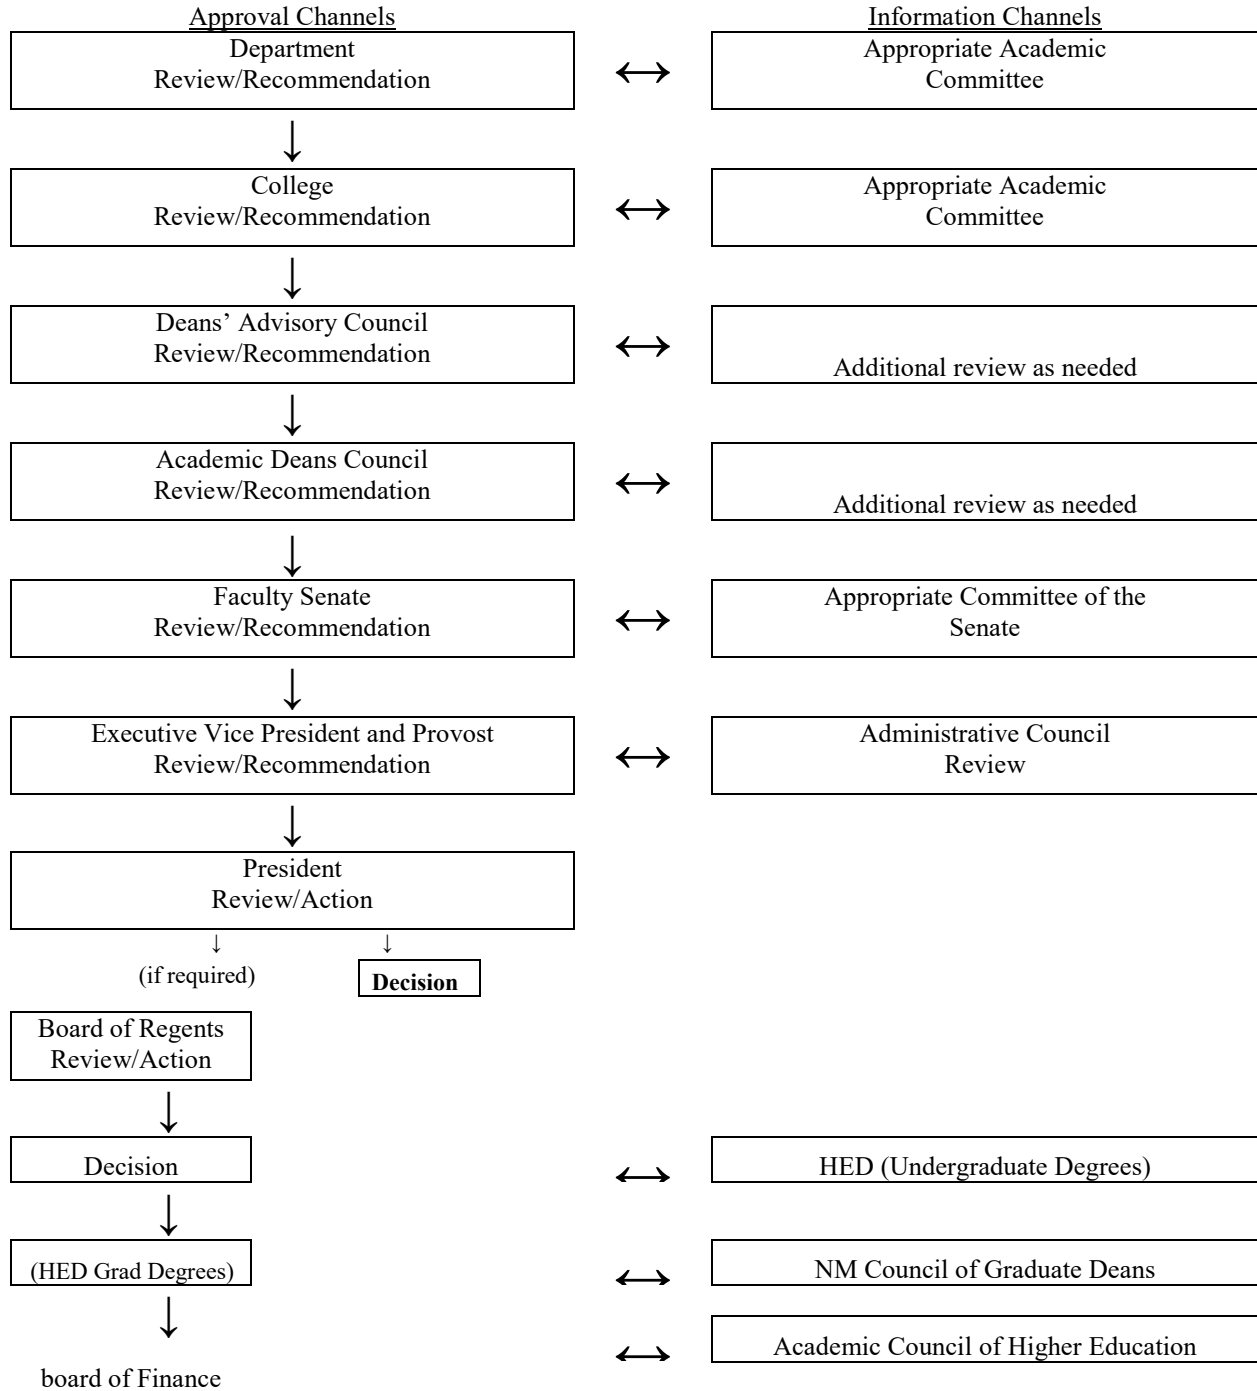 Approval Channels
Information Channels
Department
Review/Recommendation
Appropriate Academic
Committee
College
Review/Recommendation
Appropriate Academic
Committee
Deans’ Advisory Council
Review/Recommendation
Additional review as needed
Academic Deans Council
Review/Recommendation
Additional review as needed
Faculty Senate
Review/Recommendation
Appropriate Committee of the
Senate
Executive Vice President and Provost
Review/Recommendation
Administrative Council
Review
President
Review/Action
(if required)
Decision
Board of Regents
Review/Action
Decision
HED (Undergraduate Degrees)
(HED Grad Degrees)
NM Council of Graduate Deans
Academic Council of Higher Education
board of Finance